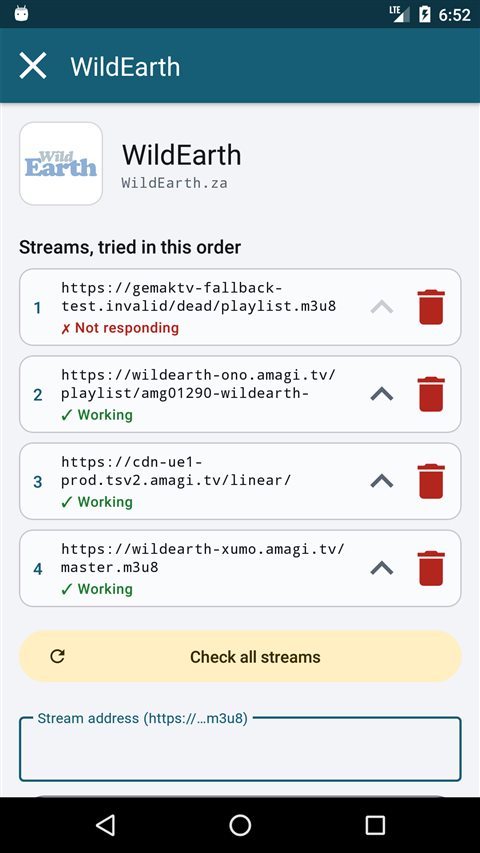 LTE
6:52
WildEarth
Wild
Earth
WildEarth
WildEarth.za
Streams, tried in this order
1
https://gemaktv-fallback-
test.invalid/dead/playlist.m3u8
✗ Not responding
2
https://wildearth-ono.amagi.tv/
playlist/amg01290-wildearth-
✓ Working
3
https://cdn-ue1-
prod.tsv2.amagi.tv/linear/
✓ Working
4
https://wildearth-xumo.amagi.tv/
master.m3u8
✓ Working
Check all streams
Stream address (https://…m3u8)